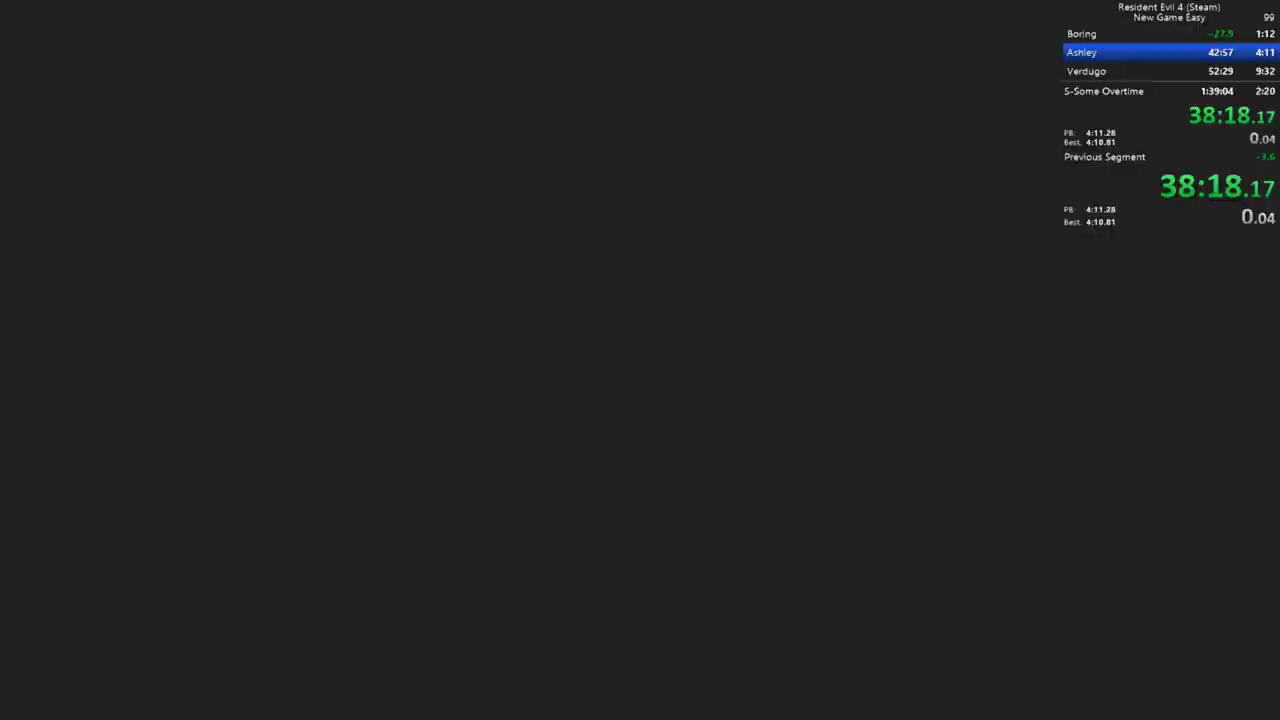 Resident Evil 4 (Steam)
New Game Easy 99
Boring -27.9 1:12
Ashley 42:57 4:11
Verdugo 52:29 9:32
S-Some Overtime 1:39:04 2:20
38:18.17
PB: 4:11.28
Best: 4:10.81 0.04
Previous Segment -3.6
38:18.17
PB: 4:11.28
Best: 4:10.81 0.04